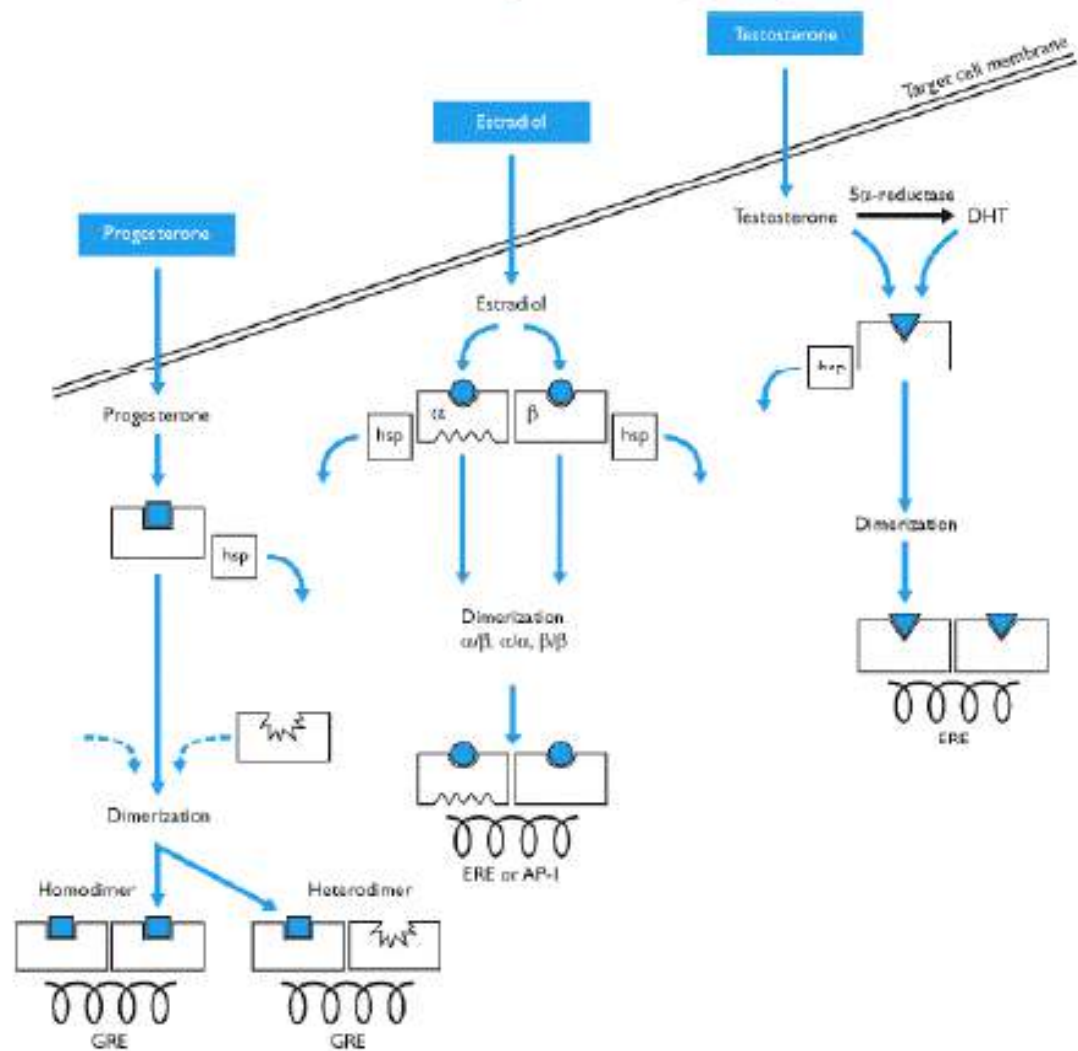 Testosterone
Target cell membrane
Estradiol
5α-reductase
Testosterone
DHT
Progesterone
Estradiol
hsp
α
β
hsp
hsp
Progesterone
hsp
Dimerization
Dimerization
α/β, α/α, β/β
ERE
Dimerization
ERE or AP-1
Homodimer
Heterodimer
GRE
GRE